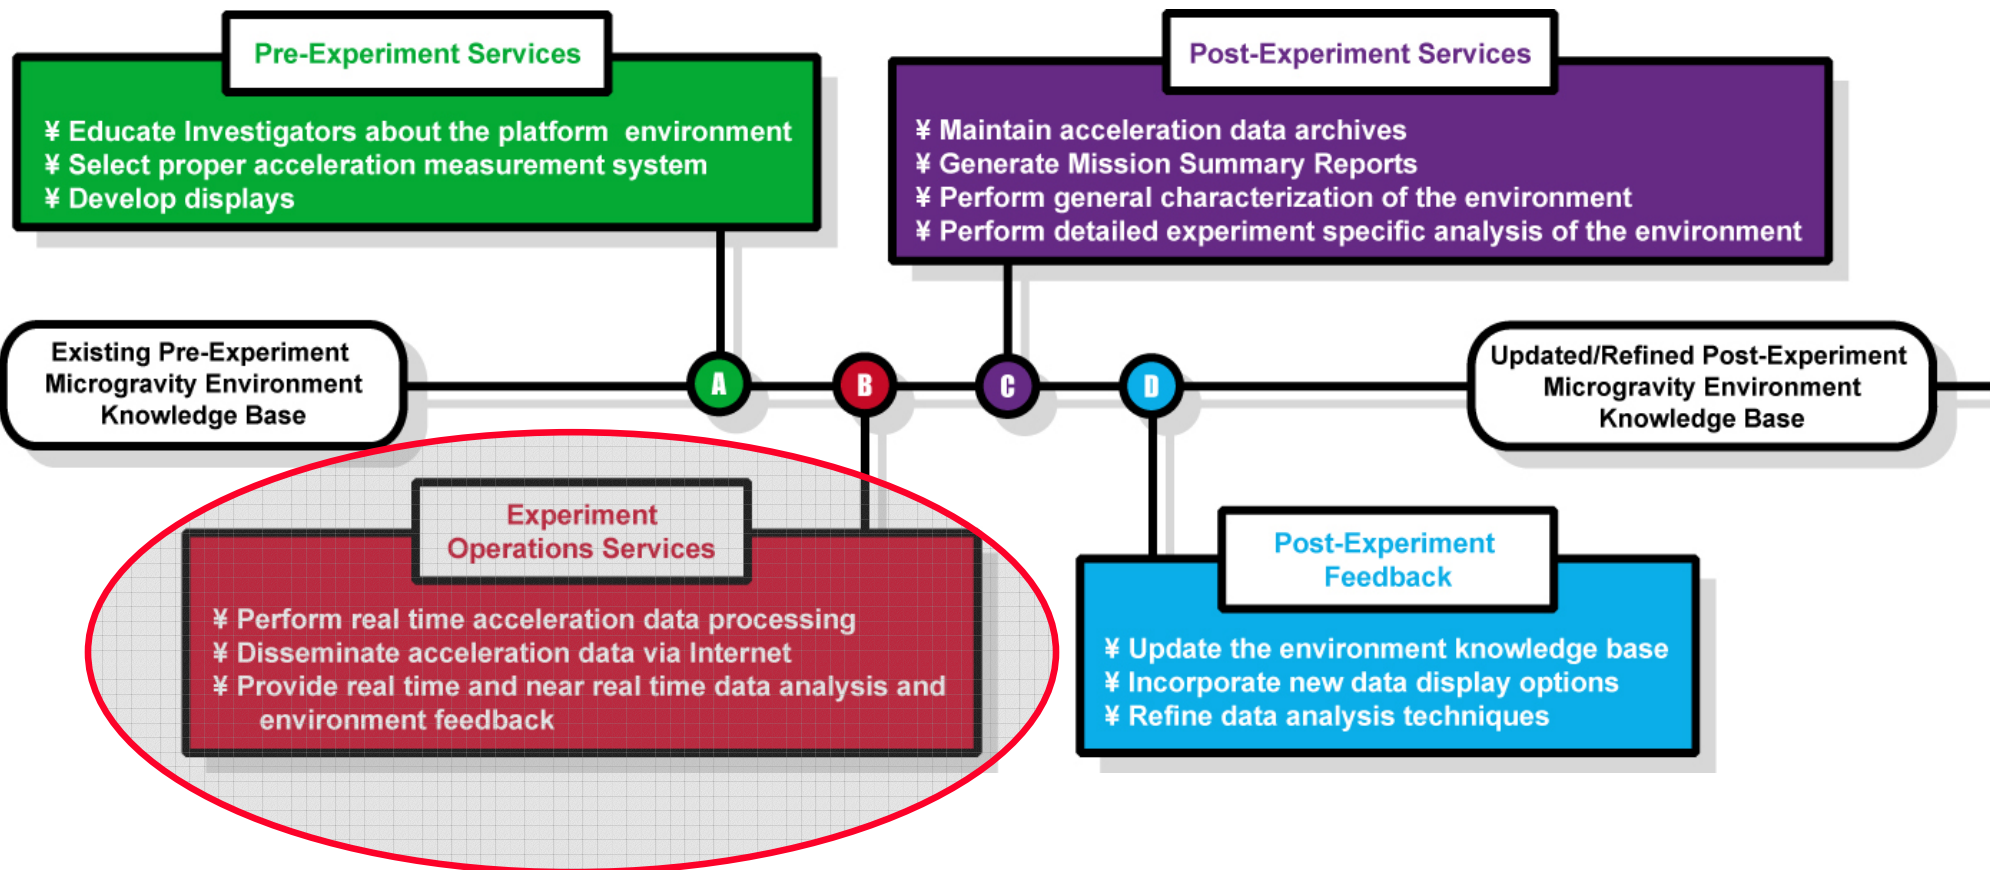 Pre-Experiment Services
¥ Educate Investigators about the platform environment
¥ Select proper acceleration measurement system
¥ Develop displays
Post-Experiment Services
¥ Maintain acceleration data archives
¥ Generate Mission Summary Reports
¥ Perform general characterization of the environment
¥ Perform detailed experiment specific analysis of the environment
Existing Pre-Experiment
Microgravity Environment
Knowledge Base
A
B
C
D
Updated/Refined Post-Experiment
Microgravity Environment
Knowledge Base
Experiment
Operations Services
¥ Perform real time acceleration data processing
¥ Disseminate acceleration data via Internet
¥ Provide real time and near real time data analysis and
environment feedback
Post-Experiment
Feedback
¥ Update the environment knowledge base
¥ Incorporate new data display options
¥ Refine data analysis techniques